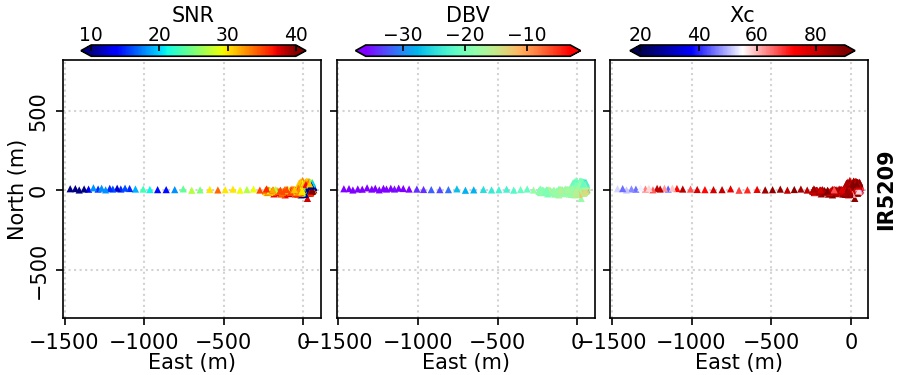 SNR
DBV
Xc
10 20 30 40
−30 −20 −10
20 40 60 80
500
0
−500
North (m)
−1500 −1000 −500 0
−1500 −1000 −500 0
−1500 −1000 −500 0
East (m)
East (m)
East (m)
IR5209